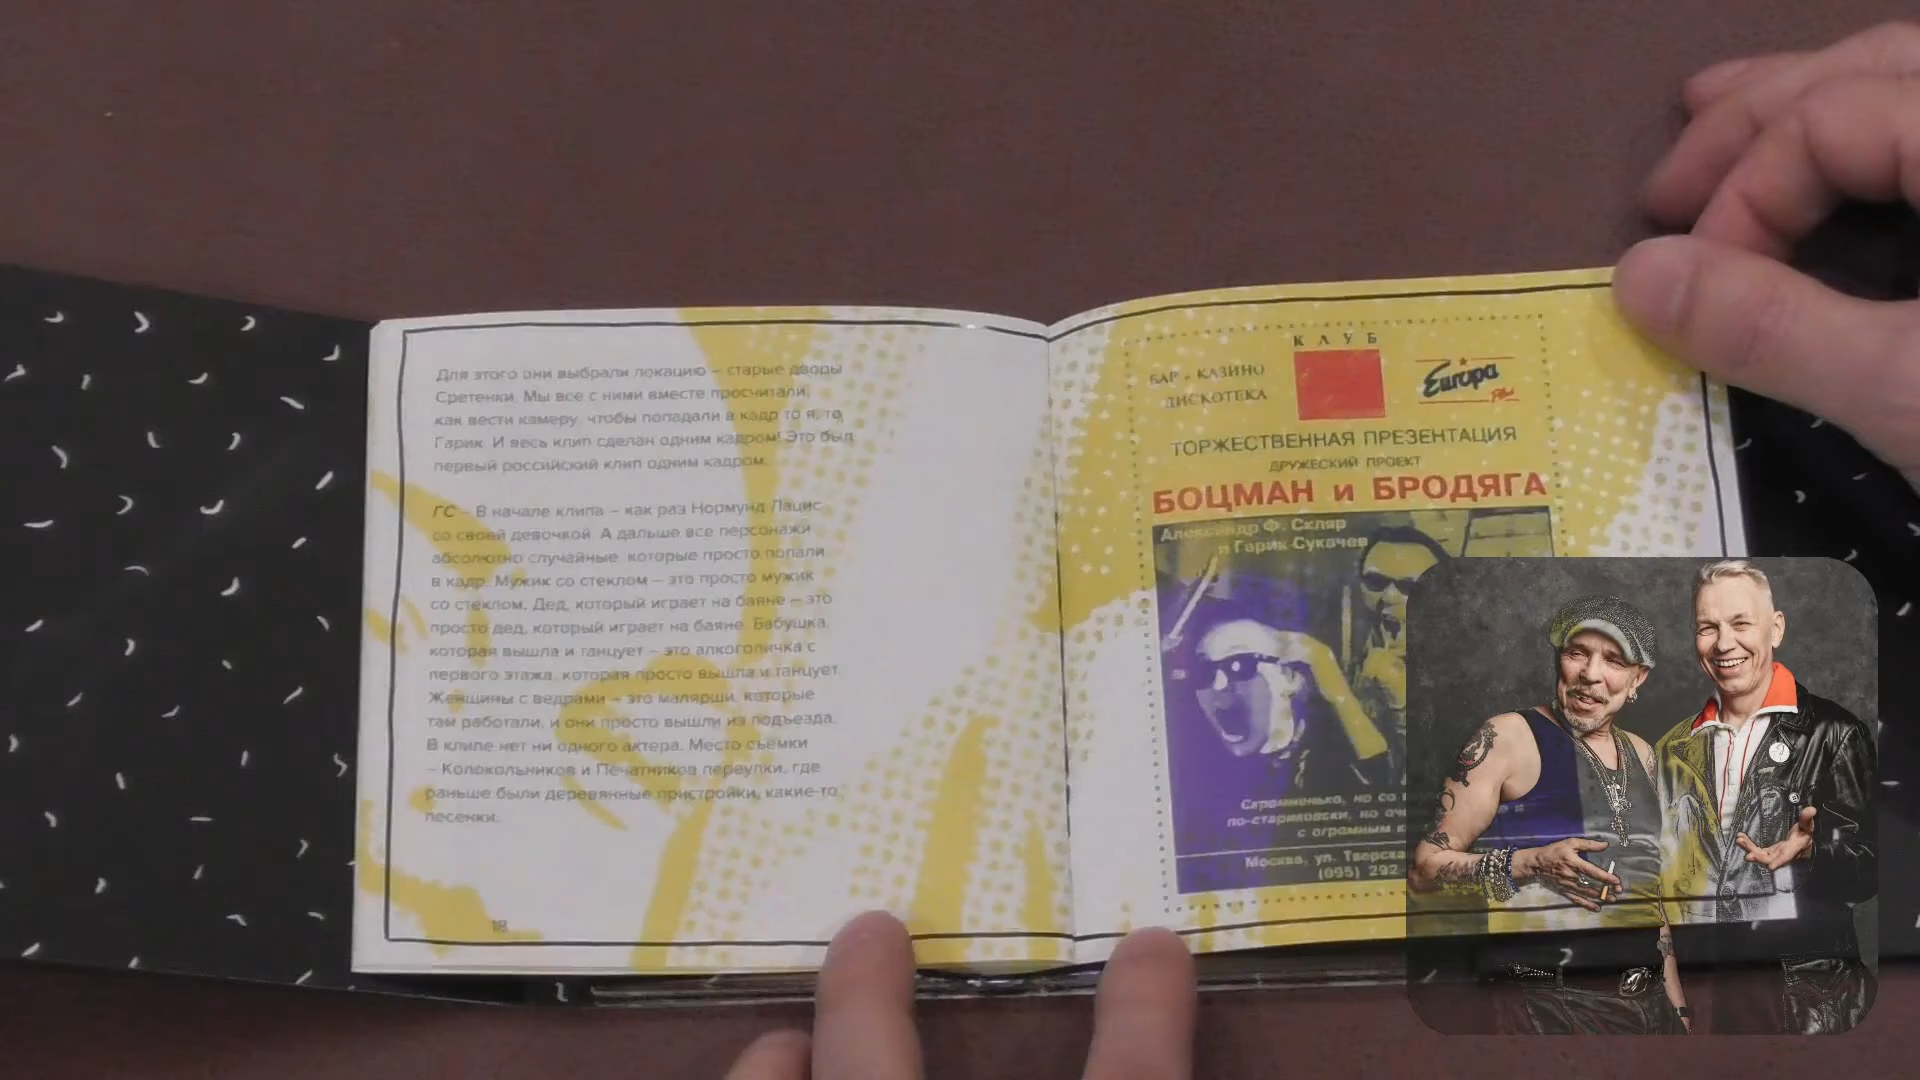 Для этого они выбрали локацию – старые дворы
Сретенки. Мы все с ними вместе просчитали,
как вести камеру, чтобы попадали в кадр то я, то
Гарик. И весь клип сделан одним кадром! Это был
первый российский клип одним кадром.
ГС – В начале клипа – как раз Нормунд Лацис
со своей девочкой. А дальше все персонажи
абсолютно случайные, которые просто попали
в кадр. Мужик со стеклом – это просто мужик
со стеклом. Дед, который играет на баяне – это
просто дед, который играет на баяне. Бабушка,
которая вышла и танцует – это алкоголичка с
первого этажа, которая просто вышла и танцует.
Женщины с ведрами – это малярши, которые
там работали, и они просто вышли из подъезда.
В клипе нет ни одного актера. Место съемки
– Колокольников и Печатников переулки, где
раньше были деревянные пристройки, какие-то
песенки.
18
КЛУБ
БАР - КАЗИНО
ДИСКОТЕКА
Europa
Plus
ТОРЖЕСТВЕННАЯ ПРЕЗЕНТАЦИЯ
ДРУЖЕСКИЙ ПРОЕКТ
БОЦМАН и БРОДЯГА
Александр Ф. Скляр
и Гарик Сукачев
Скромненько, но со
по-стариковски, но
с огромным
Москва, ул. Тверска
(095) 292